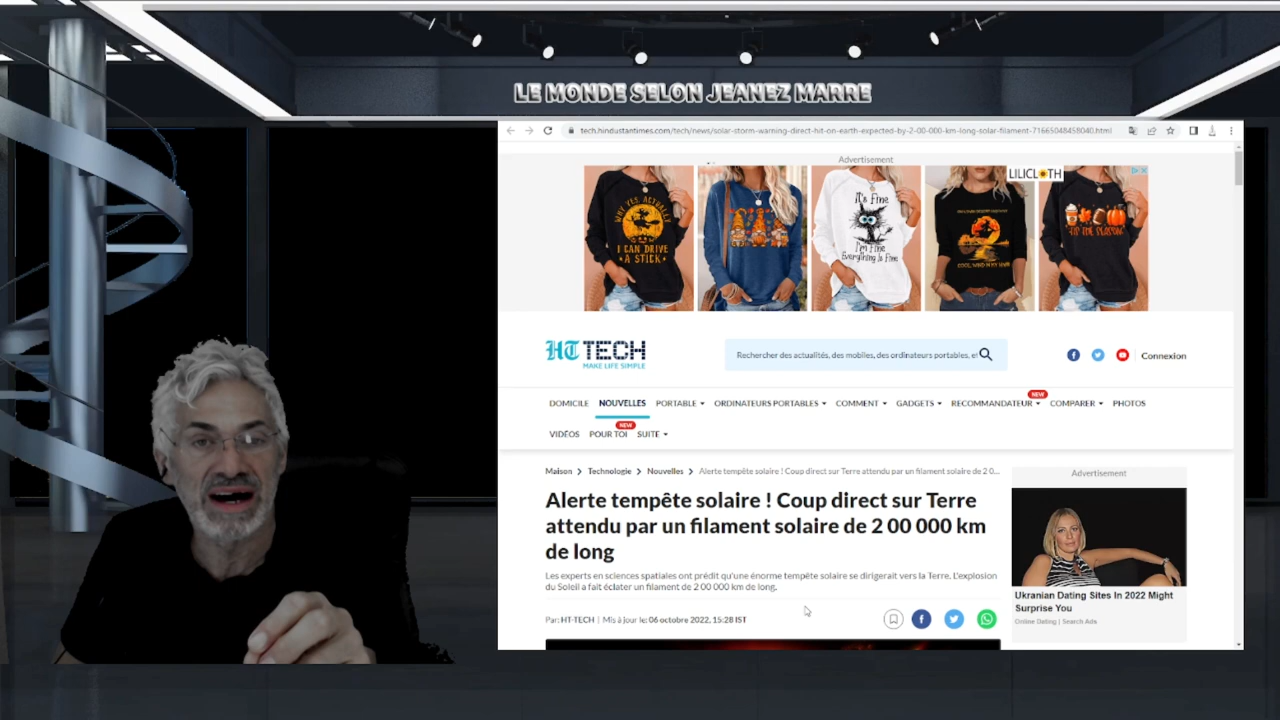 LE MONDE SELON JEANEZ MARRE
tech.hindustantimes.com/tech/news/solar-storm-warning-direct-hit-on-earth-expected-by-2-00-000-km-long-solar-filament-71665048458040.html
Advertisement
LILICLOTH
WHY YES, ACTUALLY
I CAN DRIVE
A STICK
It's Fine
I'm Fine
Everything Is Fine
'TIS THE SEASON
HT TECH
MAKE LIFE SIMPLE
Rechercher des actualités, des mobiles, des ordinateurs portables, et
Connexion
NEW
DOMICILE NOUVELLES PORTABLE ORDINATEURS PORTABLES COMMENT GADGETS RECOMMANDATEUR COMPARER PHOTOS
NEW
VIDÉOS POUR TOI SUITE
Maison > Technologie > Nouvelles > Alerte tempête solaire ! Coup direct sur Terre attendu par un filament solaire de 2 0...
Advertisement
Alerte tempête solaire ! Coup direct sur Terre
attendu par un filament solaire de 2 00 000 km
de long
Les experts en sciences spatiales ont prédit qu'une énorme tempête solaire se dirigerait vers la Terre. L'explosion
du Soleil a fait éclater un filament de 2 00 000 km de long.
Par: HT-TECH | Mis à jour le: 06 octobre 2022, 15:28 IST
Ukranian Dating Sites In 2022 Might
Surprise You
Online Dating | Search Ads